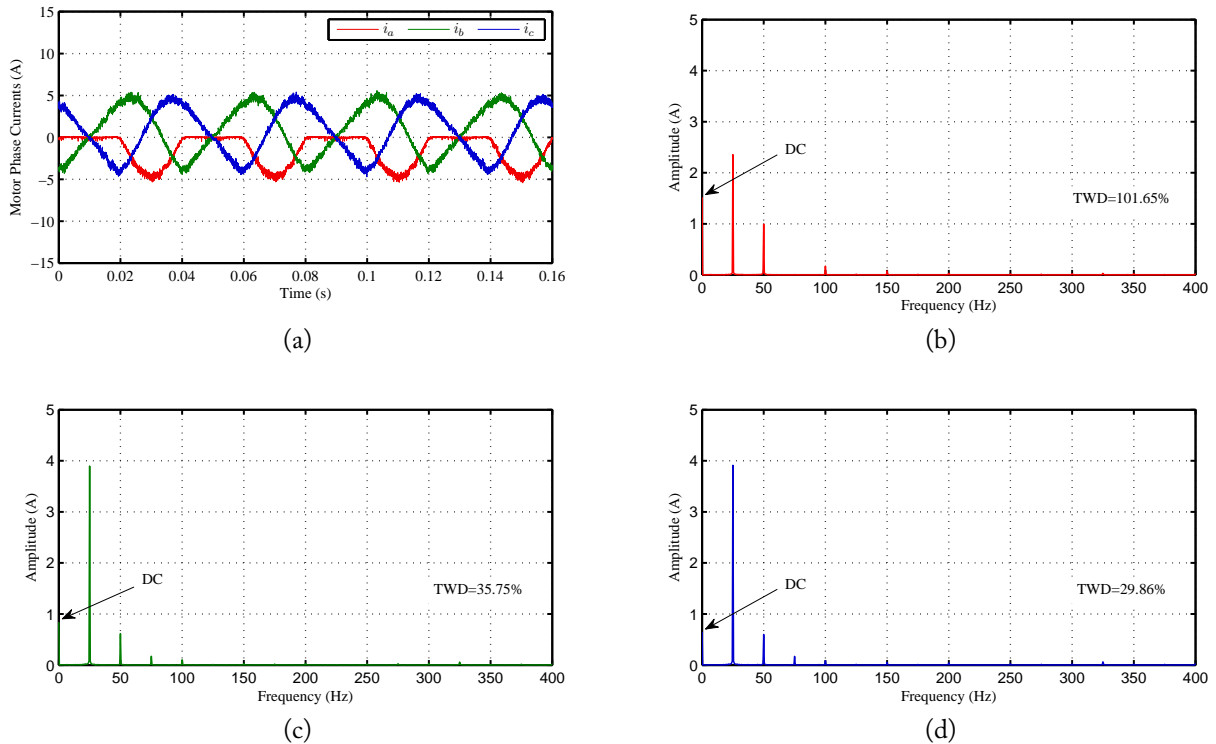 i_a i_b i_c
15
10
5
0
−5
−10
−15
Motor Phase Currents (A)
0 0.02 0.04 0.06 0.08 0.1 0.12 0.14 0.16
Time (s)
(a)
5
4
3
2
1
0
Amplitude (A)
DC
TWD=101.65%
0 50 100 150 200 250 300 350 400
Frequency (Hz)
(b)
5
4
3
2
1
0
Amplitude (A)
DC
TWD=35.75%
0 50 100 150 200 250 300 350 400
Frequency (Hz)
(c)
5
4
3
2
1
0
Amplitude (A)
DC
TWD=29.86%
0 50 100 150 200 250 300 350 400
Frequency (Hz)
(d)